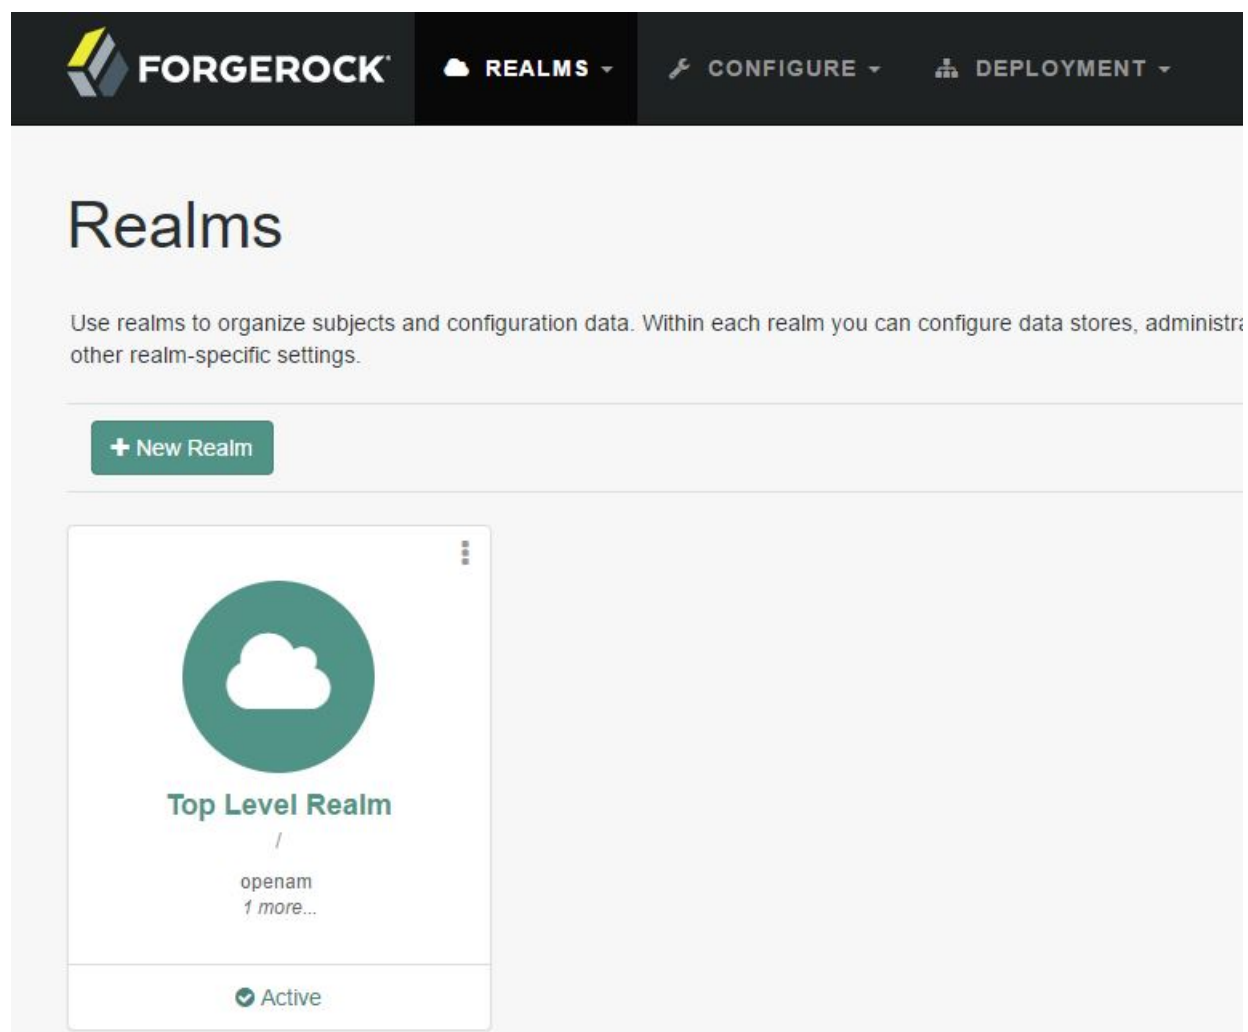 FORGEROCK
REALMS
CONFIGURE
DEPLOYMENT
Realms
Use realms to organize subjects and configuration data. Within each realm you can configure data stores, administra
other realm-specific settings.
New Realm
Top Level Realm
/
openam
1 more...
Active